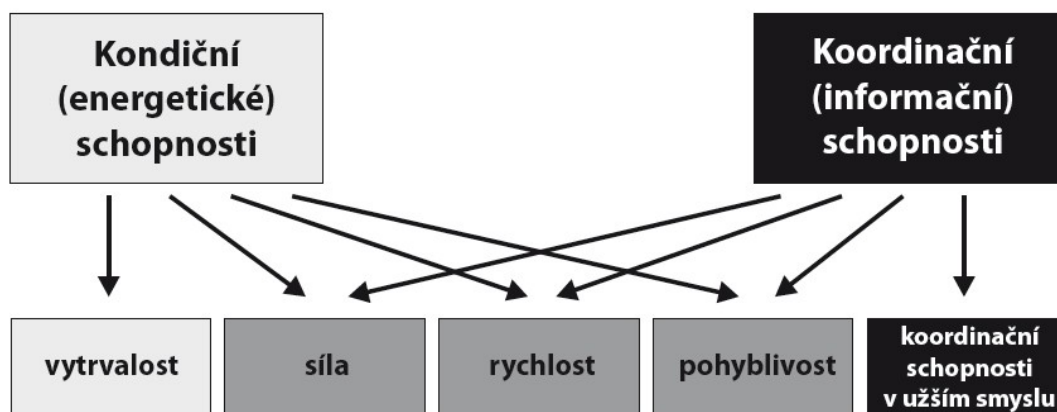 Kondiční
(energetické)
schopnosti
Koordinační
(informační)
schopnosti
vytrvalost
síla
rychlost
pohyblivost
koordinační
schopnosti
v užším smyslu